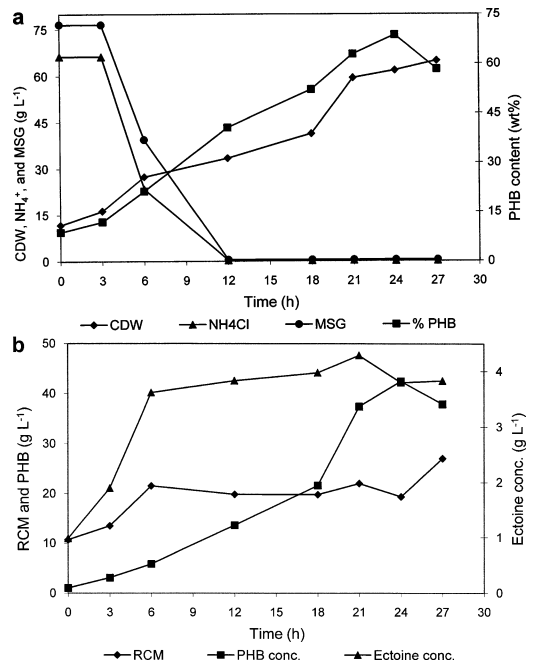 a
75
60
45
30
15
0
CDW, NH₄⁺, and MSG (g L⁻¹)
75
60
45
30
15
0
PHB content (wt%)
0 3 6 9 12 15 18 21 24 27 30
Time (h)
CDW NH4Cl MSG % PHB
b
50
40
30
20
10
0
RCM and PHB (g L⁻¹)
4
3
2
1
0
Ectoine conc. (g L⁻¹)
0 3 6 9 12 15 18 21 24 27 30
Time (h)
RCM PHB conc. Ectoine conc.